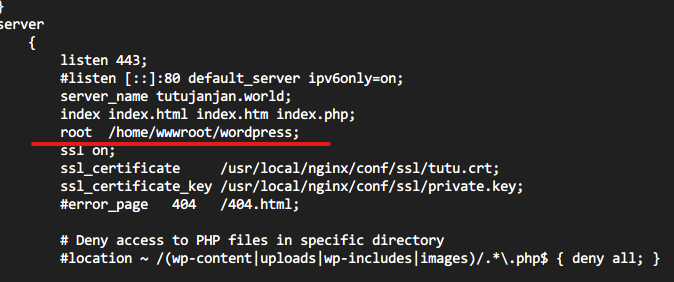 }
server
{
listen 443;
#listen [::]:80 default_server ipv6only=on;
server_name tutujanjan.world;
index index.html index.htm index.php;
root  /home/wwwroot/wordpress;
ssl on;
ssl_certificate     /usr/local/nginx/conf/ssl/tutu.crt;
ssl_certificate_key /usr/local/nginx/conf/ssl/private.key;
#error_page   404   /404.html;
# Deny access to PHP files in specific directory
#location ~ /(wp-content|uploads|wp-includes|images)/.*\.php$ { deny all; }